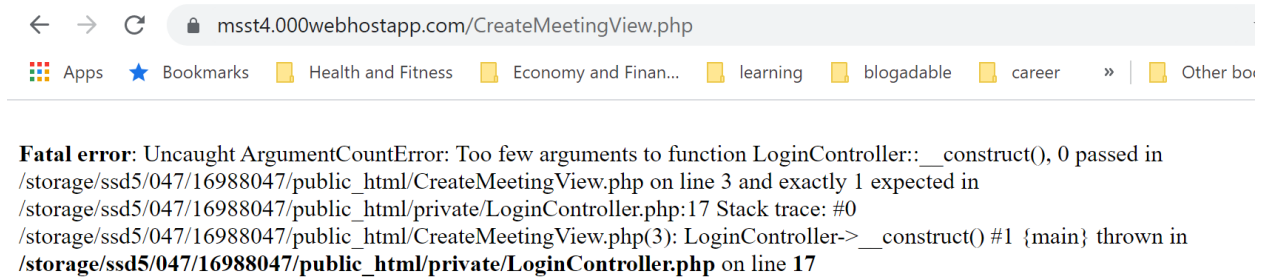 msst4.000webhostapp.com/CreateMeetingView.php
Apps Bookmarks Health and Fitness Economy and Finan... learning blogadable career » Other boo
Fatal error: Uncaught ArgumentCountError: Too few arguments to function LoginController::__construct(), 0 passed in
/storage/ssd5/047/16988047/public_html/CreateMeetingView.php on line 3 and exactly 1 expected in
/storage/ssd5/047/16988047/public_html/private/LoginController.php:17 Stack trace: #0
/storage/ssd5/047/16988047/public_html/CreateMeetingView.php(3): LoginController->__construct() #1 {main} thrown in
/storage/ssd5/047/16988047/public_html/private/LoginController.php on line 17